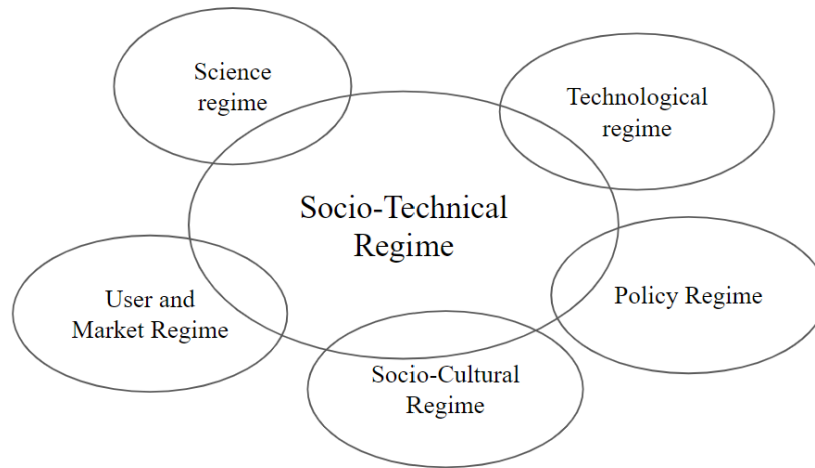 Science
regime
Technological
regime
Socio-Technical
Regime
User and
Market Regime
Policy Regime
Socio-Cultural
Regime